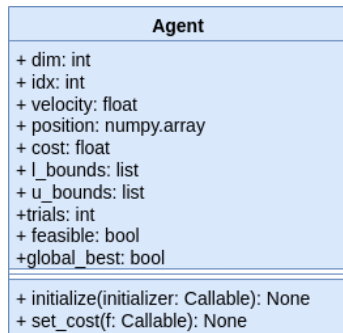 Agent
+ dim: int
+ idx: int
+ velocity: float
+ position: numpy.array
+ cost: float
+ l_bounds: list
+ u_bounds: list
+trials: int
+ feasible: bool
+global_best: bool
+ initialize(initializer: Callable): None
+ set_cost(f: Callable): None